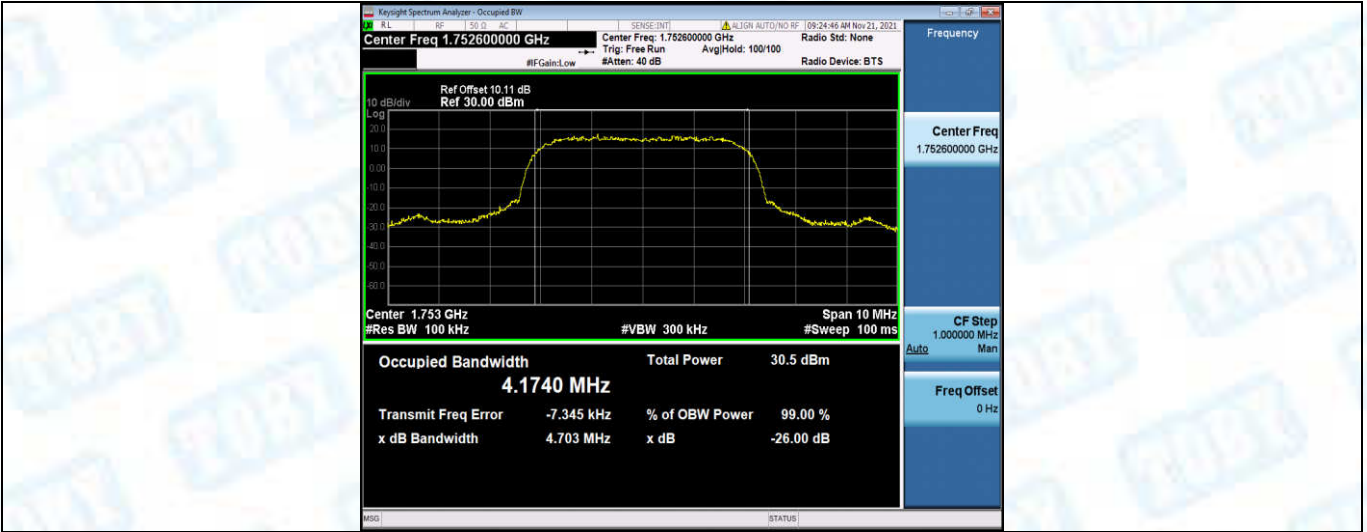 Keysight Spectrum Analyzer - Occupied BW
RL RF 50 Ω AC SENSE:INT ALIGN AUTO/NO RF 09:24:46 AM Nov 21, 2021
Center Freq 1.752600000 GHz
Center Freq: 1.752600000 GHz Radio Std: None
Trig: Free Run Avg|Hold: 100/100
#IFGain:Low #Atten: 40 dB Radio Device: BTS
Ref Offset 10.11 dB
10 dB/div Ref 30.00 dBm
Log
20.0
10.0
0.00
-10.0
-20.0
-30.0
-40.0
-50.0
-60.0
Center 1.753 GHz Span 10 MHz
#Res BW 100 kHz #VBW 300 kHz #Sweep 100 ms
Occupied Bandwidth Total Power 30.5 dBm
4.1740 MHz
Transmit Freq Error -7.345 kHz % of OBW Power 99.00 %
x dB Bandwidth 4.703 MHz x dB -26.00 dB
MSG STATUS
Frequency
Center Freq
1.752600000 GHz
CF Step
1.000000 MHz
Auto Man
Freq Offset
0 Hz